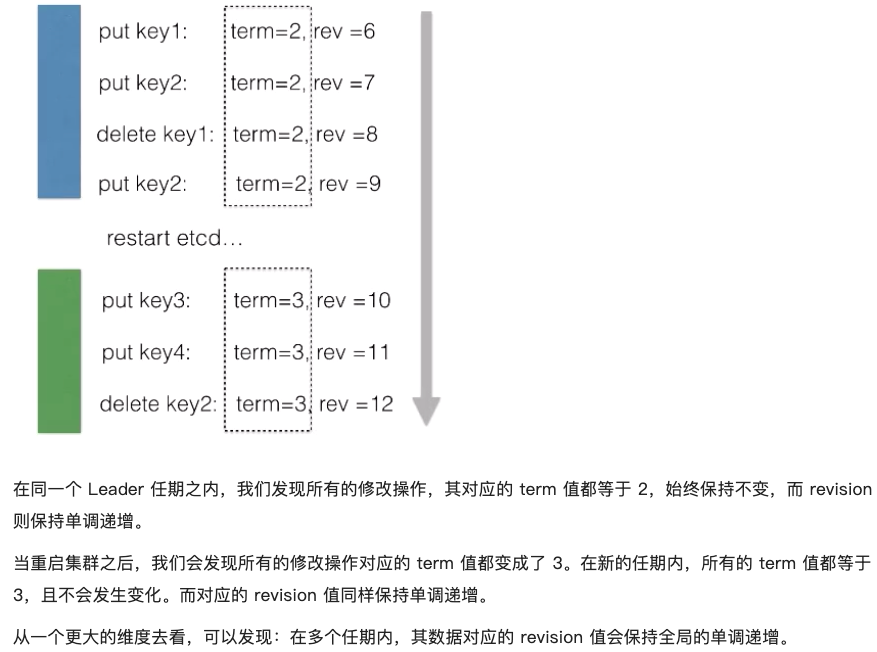 put key1: term=2, rev =6
put key2: term=2, rev =7
delete key1: term=2, rev =8
put key2: term=2, rev =9
restart etcd...
put key3: term=3, rev =10
put key4: term=3, rev =11
delete key2: term=3, rev =12
在同一个 Leader 任期之内，我们发现所有的修改操作，其对应的 term 值都等于 2，始终保持不变，而 revision
则保持单调递增。
当重启集群之后，我们会发现所有的修改操作对应的 term 值都变成了 3。在新的任期内，所有的 term 值都等于
3，且不会发生变化。而对应的 revision 值同样保持单调递增。
从一个更大的维度去看，可以发现：在多个任期内，其数据对应的 revision 值会保持全局的单调递增。